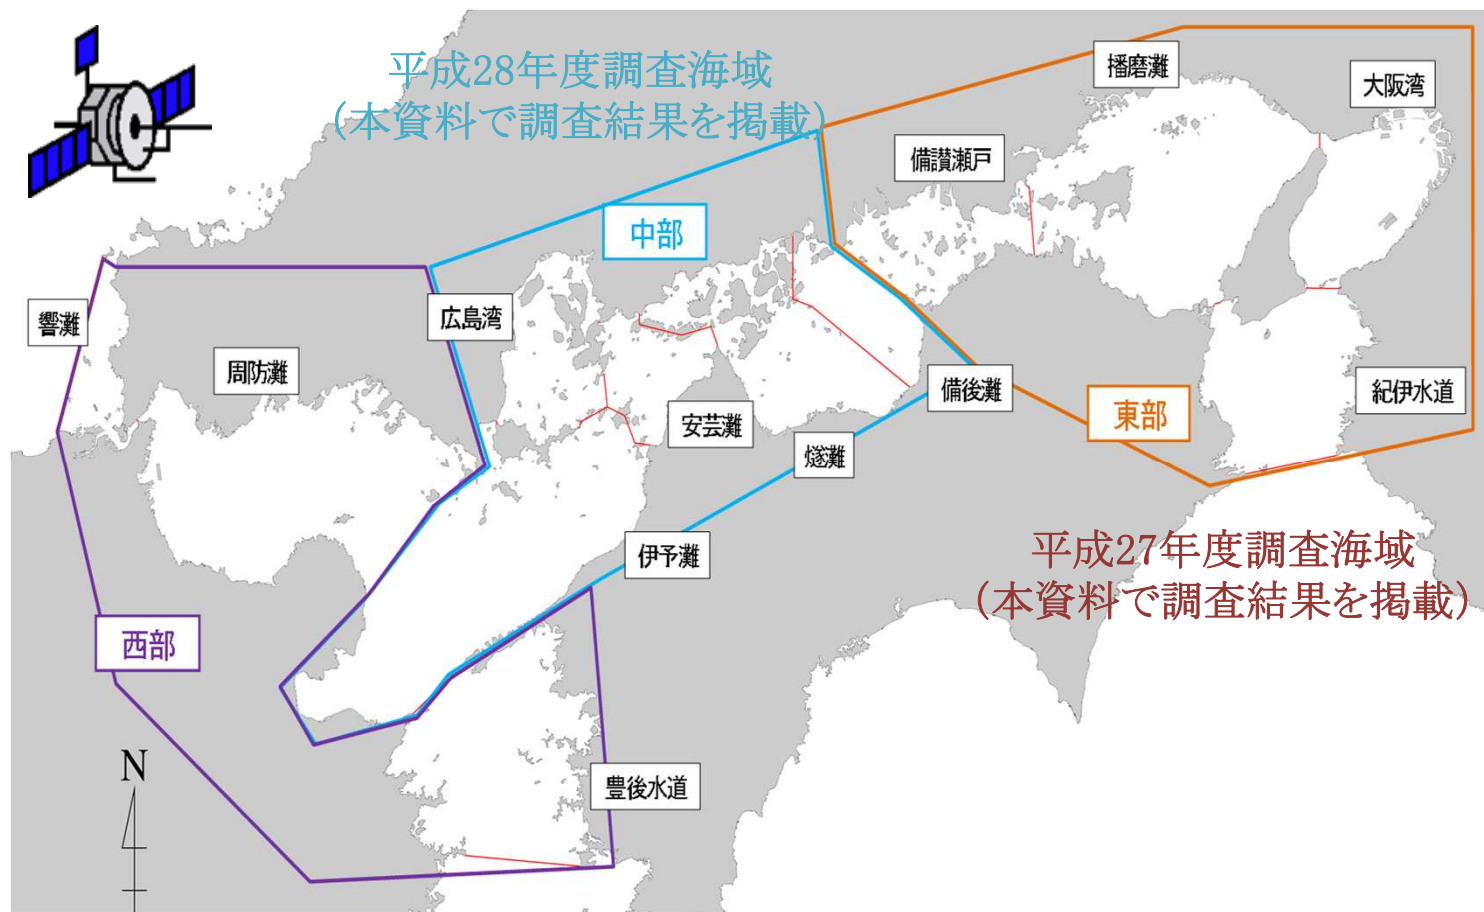 平成28年度調査海域
（本資料で調査結果を掲載）
播磨灘
大阪湾
備讃瀬戸
中部
響灘
広島湾
周防灘
備後灘
紀伊水道
東部
安芸灘
燧灘
伊予灘
平成27年度調査海域
（本資料で調査結果を掲載）
西部
豊後水道
N